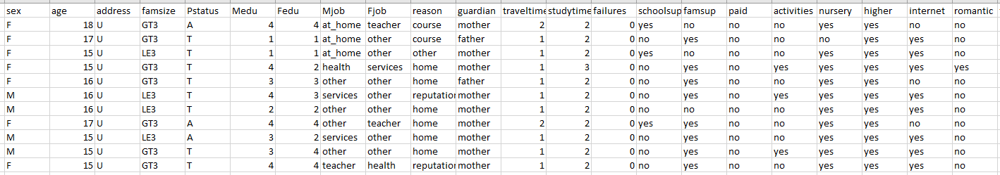 sex age address famsize Pstatus Medu Fedu Mjob Fjob reason guardian traveltime studytime failures schoolsup famsup paid activities nursery higher internet romantic
F 18 U GT3 A 4 4 at_home teacher course mother 2 2 0 yes no no no yes yes no no
F 17 U GT3 T 1 1 at_home other course father 1 2 0 no yes no no no yes yes no
F 15 U LE3 T 1 1 at_home other other mother 1 2 0 yes no no no yes yes yes no
F 15 U GT3 T 4 2 health services home mother 1 3 0 no yes no yes yes yes yes yes
F 16 U GT3 T 3 3 other other home father 1 2 0 no yes no no yes yes no no
M 16 U LE3 T 4 3 services other reputation mother 1 2 0 no yes no yes yes yes yes no
M 16 U LE3 T 2 2 other other home mother 1 2 0 no no no no yes yes yes no
F 17 U GT3 A 4 4 other teacher home mother 2 2 0 yes yes no no yes yes no no
M 15 U LE3 A 3 2 services other home mother 1 2 0 no yes no no yes yes yes no
M 15 U GT3 T 3 4 other other home mother 1 2 0 no yes no yes yes yes yes no
F 15 U GT3 T 4 4 teacher health reputation mother 1 2 0 no yes no no yes yes yes no